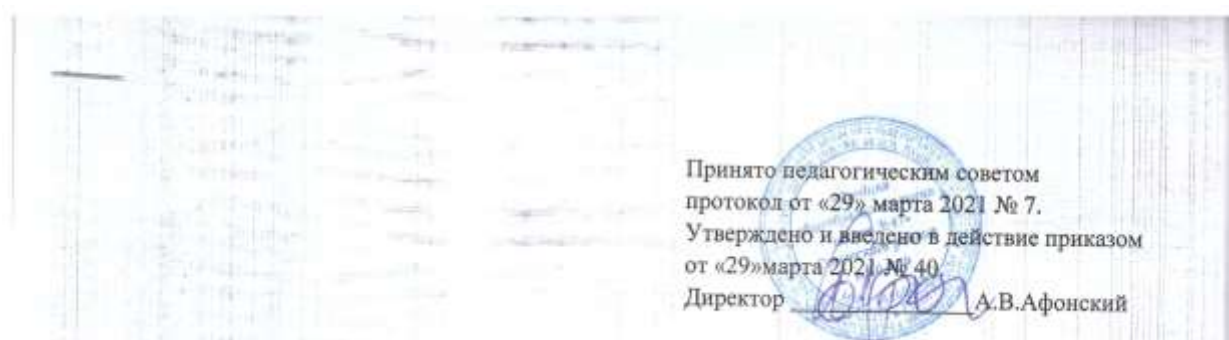 Принято педагогическим советом
протокол от «29» марта 2021 № 7.
Утверждено и введено в действие приказом
от «29»марта 2021 № 40.
Директор ______________ А.В.Афонский